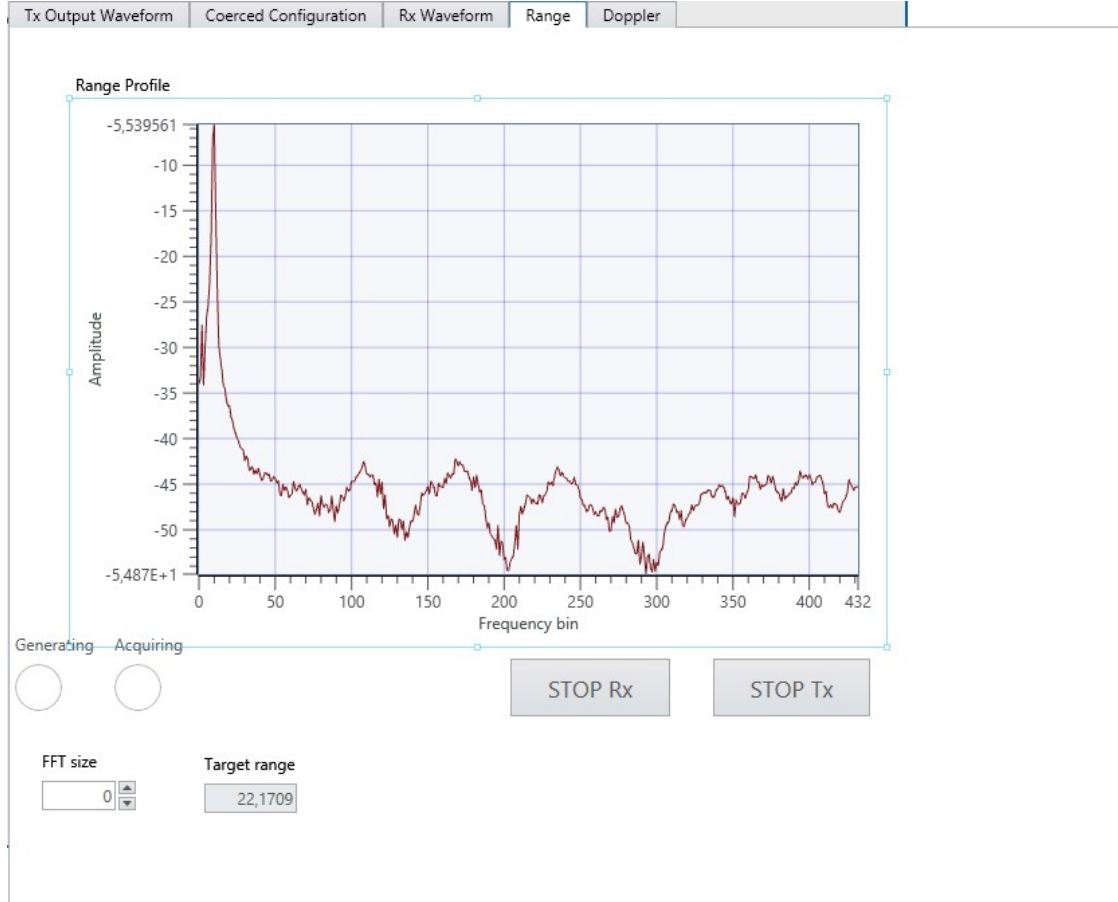 Tx Output Waveform Coerced Configuration Rx Waveform Range Doppler
Range Profile
-5,539561
-10
-15
-20
-25
-30
-35
-40
-45
-50
-5,487E+1
Amplitude
0 50 100 150 200 250 300 350 400 432
Frequency bin
Generating Acquiring
STOP Rx STOP Tx
FFT size Target range
0 22,1709